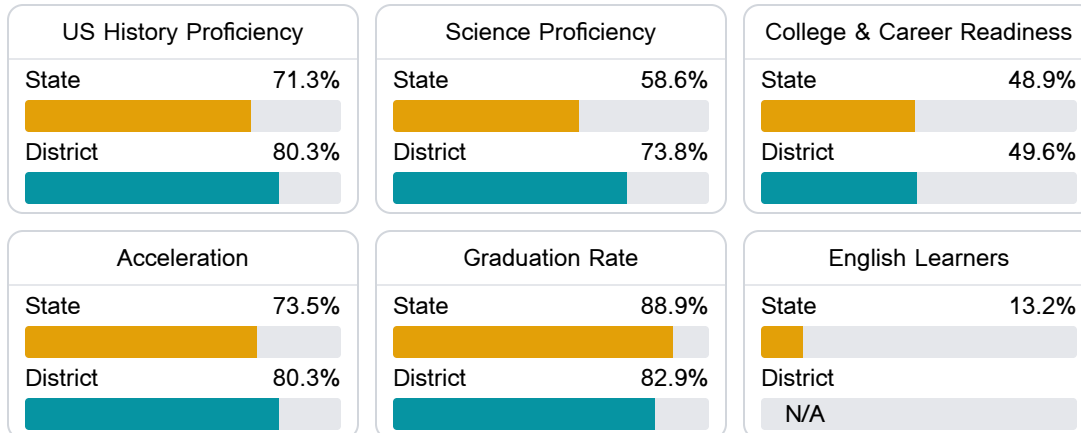 US History Proficiency
State 71.3%
District 80.3%
Science Proficiency
State 58.6%
District 73.8%
College & Career Readiness
State 48.9%
District 49.6%
Acceleration
State 73.5%
District 80.3%
Graduation Rate
State 88.9%
District 82.9%
English Learners
State 13.2%
District
N/A